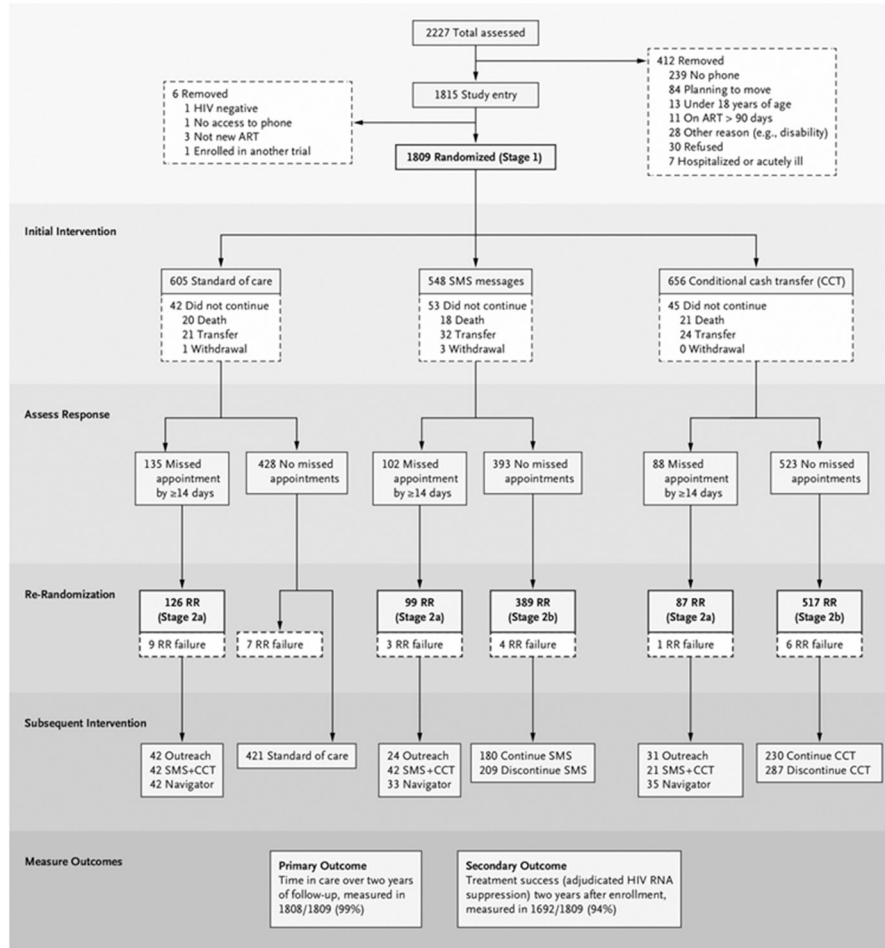 2227 Total assessed
412 Removed
239 No phone
84 Planning to move
13 Under 18 years of age
11 On ART > 90 days
28 Other reason (e.g., disability)
30 Refused
7 Hospitalized or acutely ill
1815 Study entry
6 Removed
1 HIV negative
1 No access to phone
3 Not new ART
1 Enrolled in another trial
1809 Randomized (Stage 1)
Initial Intervention
605 Standard of care
42 Did not continue
20 Death
21 Transfer
1 Withdrawal
548 SMS messages
53 Did not continue
18 Death
32 Transfer
3 Withdrawal
656 Conditional cash transfer (CCT)
45 Did not continue
21 Death
24 Transfer
0 Withdrawal
Assess Response
135 Missed
appointment
by ≥14 days
428 No missed
appointments
102 Missed
appointment
by ≥14 days
393 No missed
appointments
88 Missed
appointment
by ≥14 days
523 No missed
appointments
Re-Randomization
126 RR
(Stage 2a)
9 RR failure
7 RR failure
99 RR
(Stage 2a)
3 RR failure
389 RR
(Stage 2b)
4 RR failure
87 RR
(Stage 2a)
1 RR failure
517 RR
(Stage 2b)
6 RR failure
Subsequent Intervention
42 Outreach
42 SMS+CCT
42 Navigator
421 Standard of care
24 Outreach
42 SMS+CCT
33 Navigator
180 Continue SMS
209 Discontinue SMS
31 Outreach
21 SMS+CCT
35 Navigator
230 Continue CCT
287 Discontinue CCT
Measure Outcomes
Primary Outcome
Time in care over two years
of follow-up, measured in
1808/1809 (99%)
Secondary Outcome
Treatment success (adjudicated HIV RNA
suppression) two years after enrollment,
measured in 1692/1809 (94%)